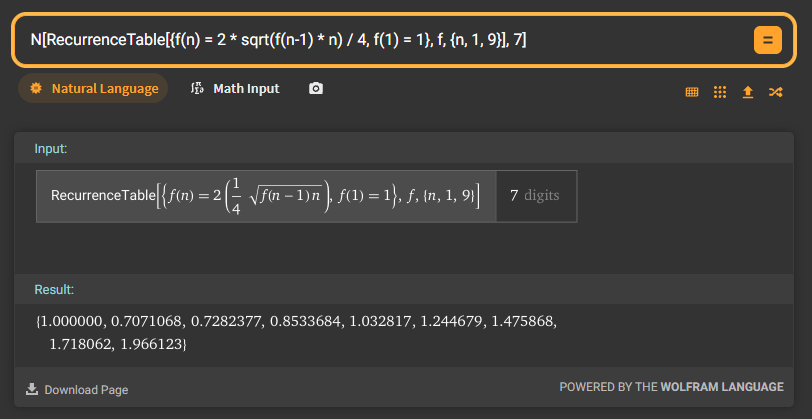 N[RecurrenceTable[{f(n) = 2 * sqrt(f(n-1) * n) / 4, f(1) = 1}, f, {n, 1, 9}], 7]
=
Natural Language Math Input
Input:
RecurrenceTable[{f(n) = 2 (1/4 √f(n − 1) n), f(1) = 1}, f, {n, 1, 9}] 7 digits
Result:
{1.000000, 0.7071068, 0.7282377, 0.8533684, 1.032817, 1.244679, 1.475868,
1.718062, 1.966123}
Download Page POWERED BY THE WOLFRAM LANGUAGE